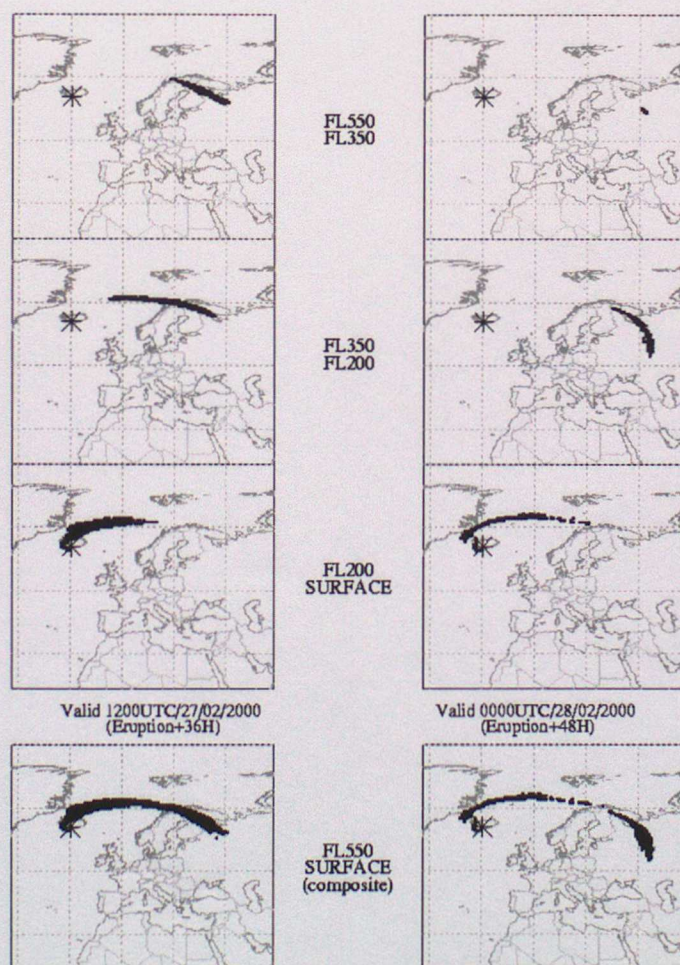 FL550
FL350
FL350
FL200
FL200
SURFACE
Valid 1200UTC/27/02/2000
(Eruption+36H)
Valid 0000UTC/28/02/2000
(Eruption+48H)
FL550
SURFACE
(composite)